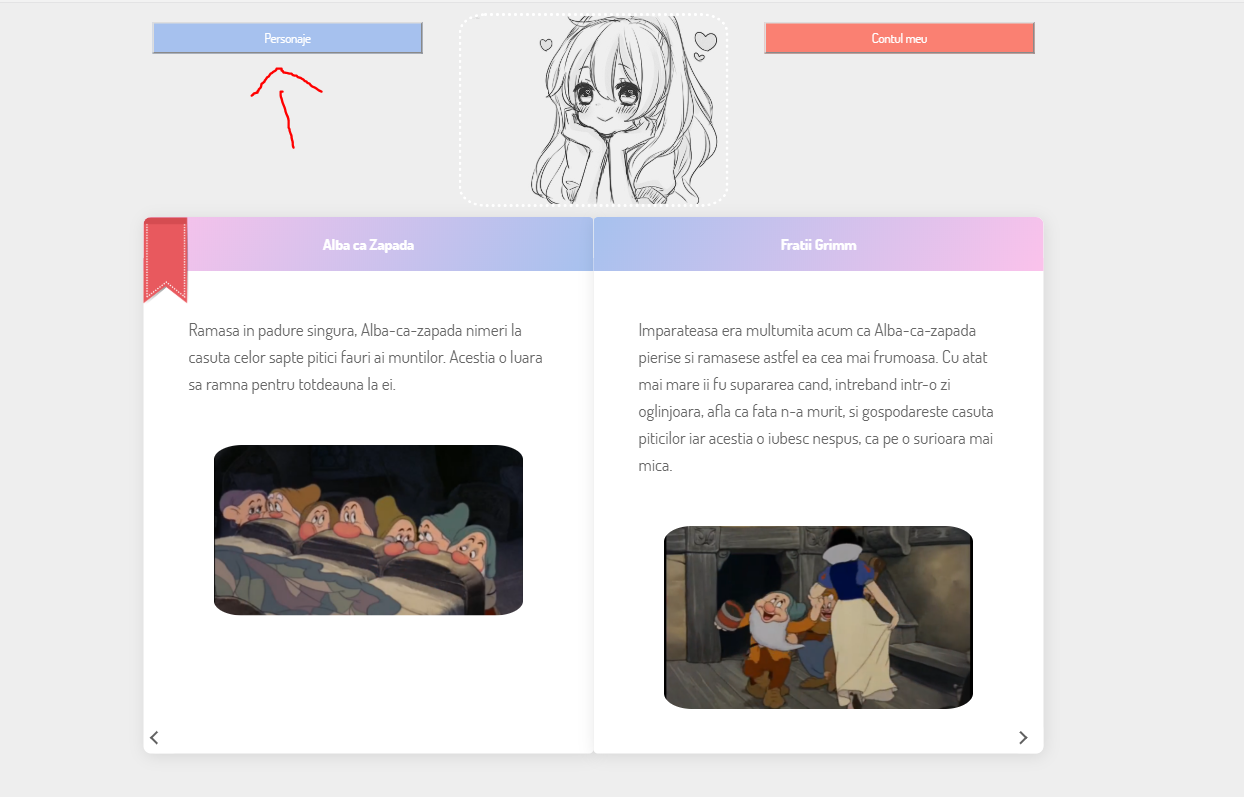 Personaje
Contul meu
Alba ca Zapada
Ramasa in padure singura, Alba-ca-zapada nimeri la
casuta celor sapte pitici fauri ai muntilor. Acestia o luara
sa ramna pentru totdeauna la ei.
Fratii Grimm
Imparateasa era multumita acum ca Alba-ca-zapada
pierise si ramasese astfel ea cea mai frumoasa. Cu atat
mai mare ii fu supararea cand, intreband intr-o zi
oglinjoara, afla ca fata n-a murit, si gospodareste casuta
piticilor iar acestia o iubesc nespus, ca pe o surioara mai
mica.